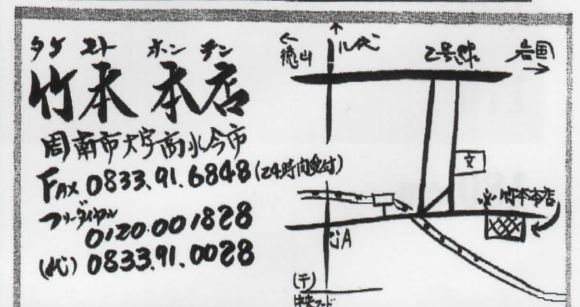 タケ モト ホン テン
竹本 本店
周南市大字高水今市
FAX 0833.91.6848(24時間受付)
フリーダイヤル
0120.001828
(代) 0833.91.0028
←徳山
八代
2号線
岩国→
文
※竹本本店
JA
(〒)